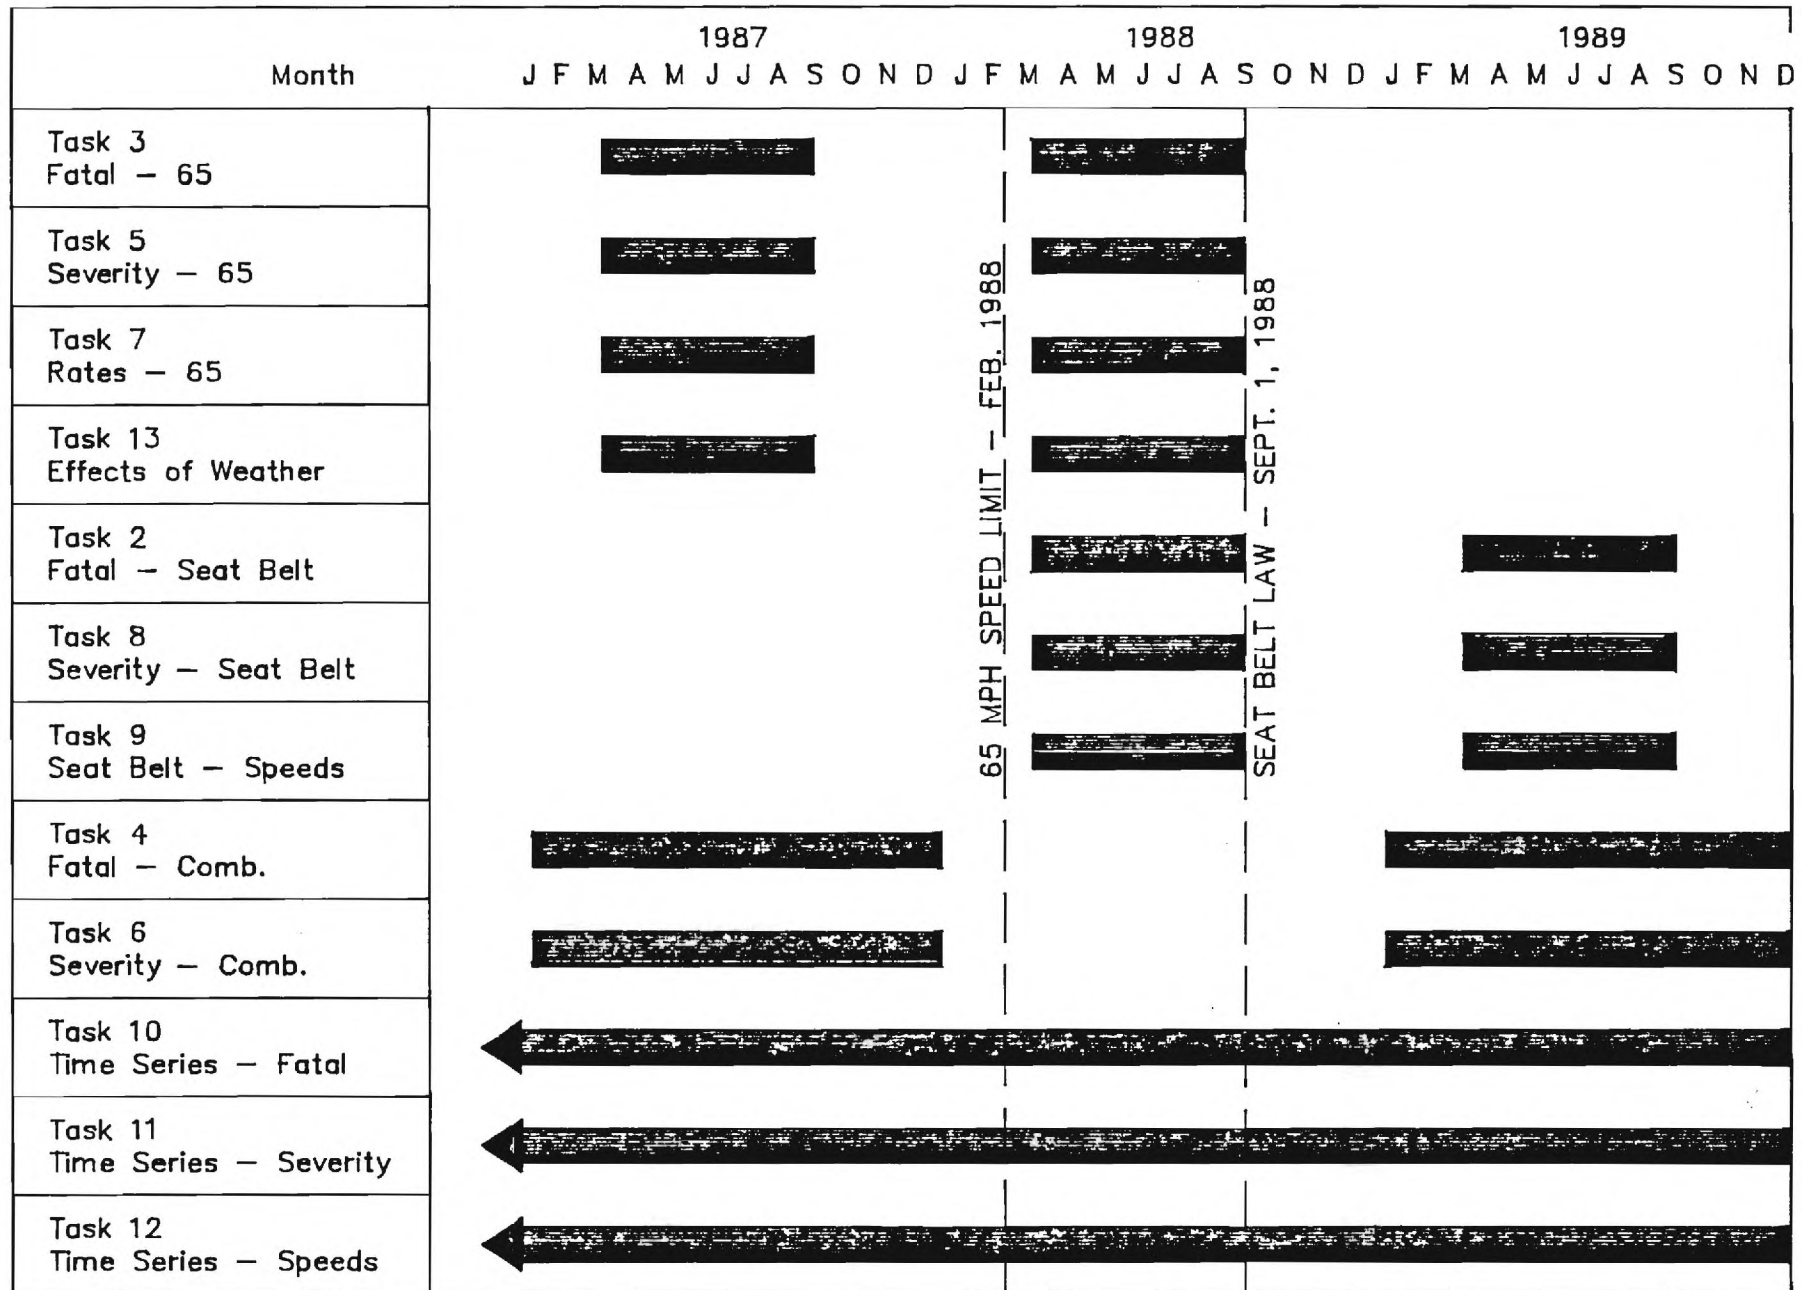 1987 1988 1989
Month J F M A M J J A S O N D J F M A M J J A S O N D J F M A M J J A S O N D
Task 3
Fatal – 65
Task 5
Severity – 65
Task 7
Rates – 65
Task 13
Effects of Weather
Task 2
Fatal – Seat Belt
Task 8
Severity – Seat Belt
Task 9
Seat Belt – Speeds
Task 4
Fatal – Comb.
Task 6
Severity – Comb.
Task 10
Time Series – Fatal
Task 11
Time Series – Severity
Task 12
Time Series – Speeds
65 MPH SPEED LIMIT – FEB. 1988
SEAT BELT LAW – SEPT. 1, 1988